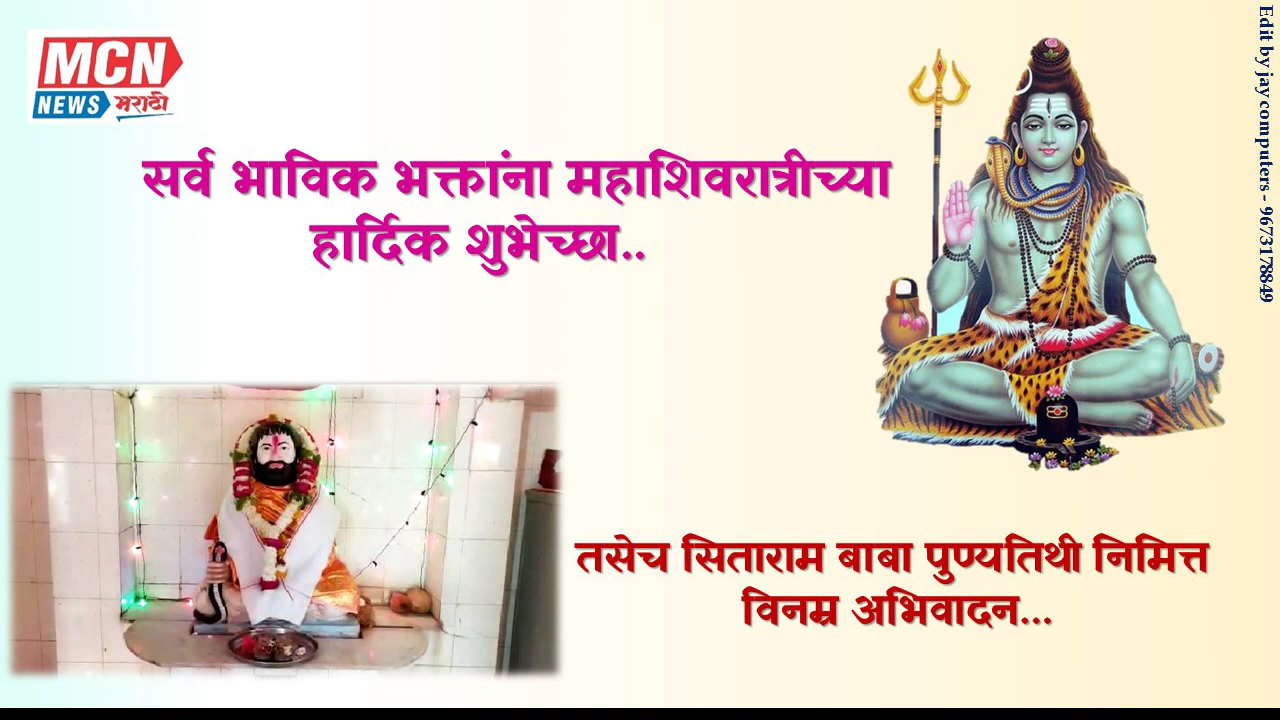 MCN
NEWS मराठी
सर्व भाविक भक्तांना महाशिवरात्रीच्या
हार्दिक शुभेच्छा..
तसेच सिताराम बाबा पुण्यतिथी निमित्त
विनम्र अभिवादन...
Edit by jay computers - 9673178849